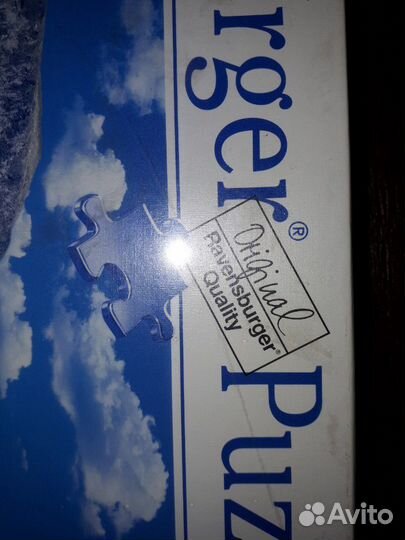 rger® Puz
Original
Ravensburger®
Quality
Avito